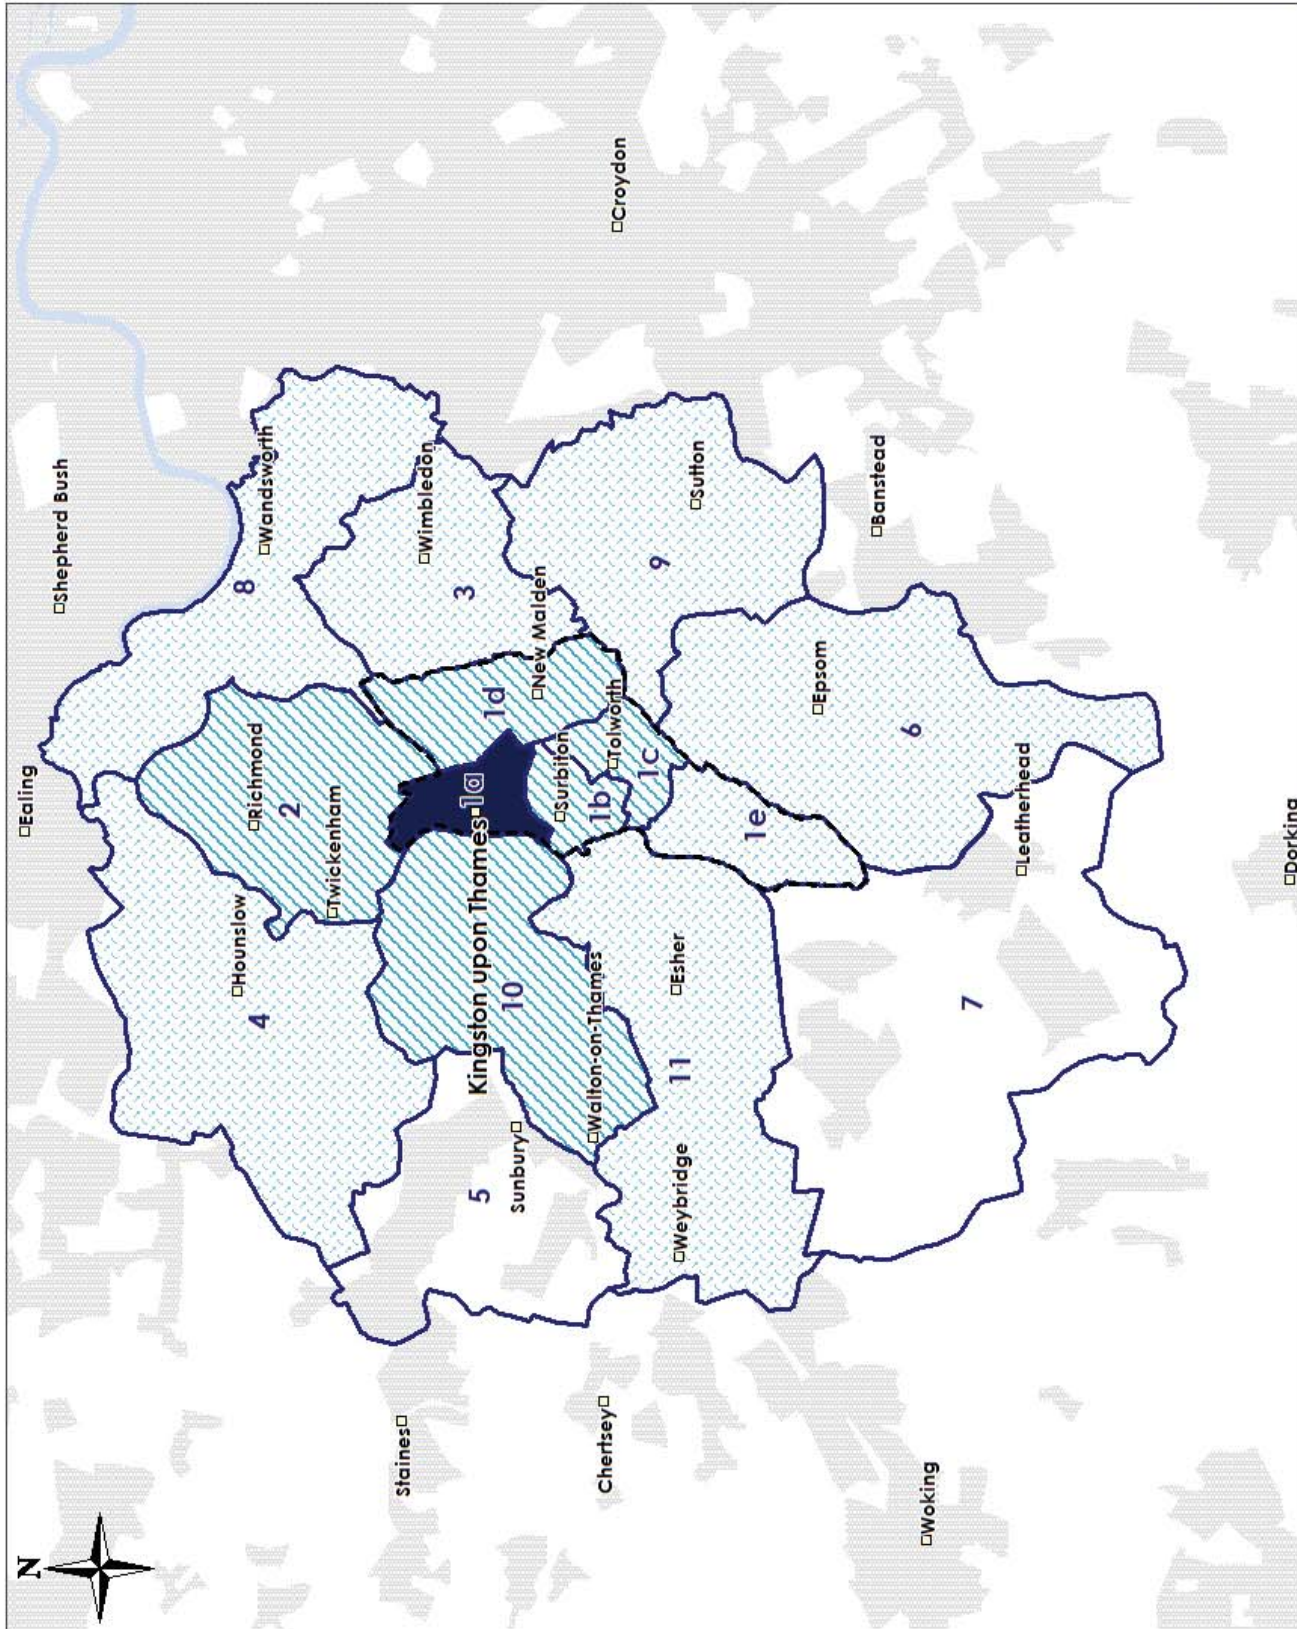 N
Ealing
Shepherd Bush
Hounslow
Richmond
Wandsworth
4
2
8
Twickenham
Staines
Wimbledon
Kingston upon Thames
1a
3
5
Sunbury
10
1d
New Malden
Chertsey
Walton-on-Thames
Surbiton
1b
Tolworth
1c
9
Croydon
Weybridge
11
Esher
Sutton
1e
Epsom
Banstead
6
Woking
7
Leatherhead
Dorking